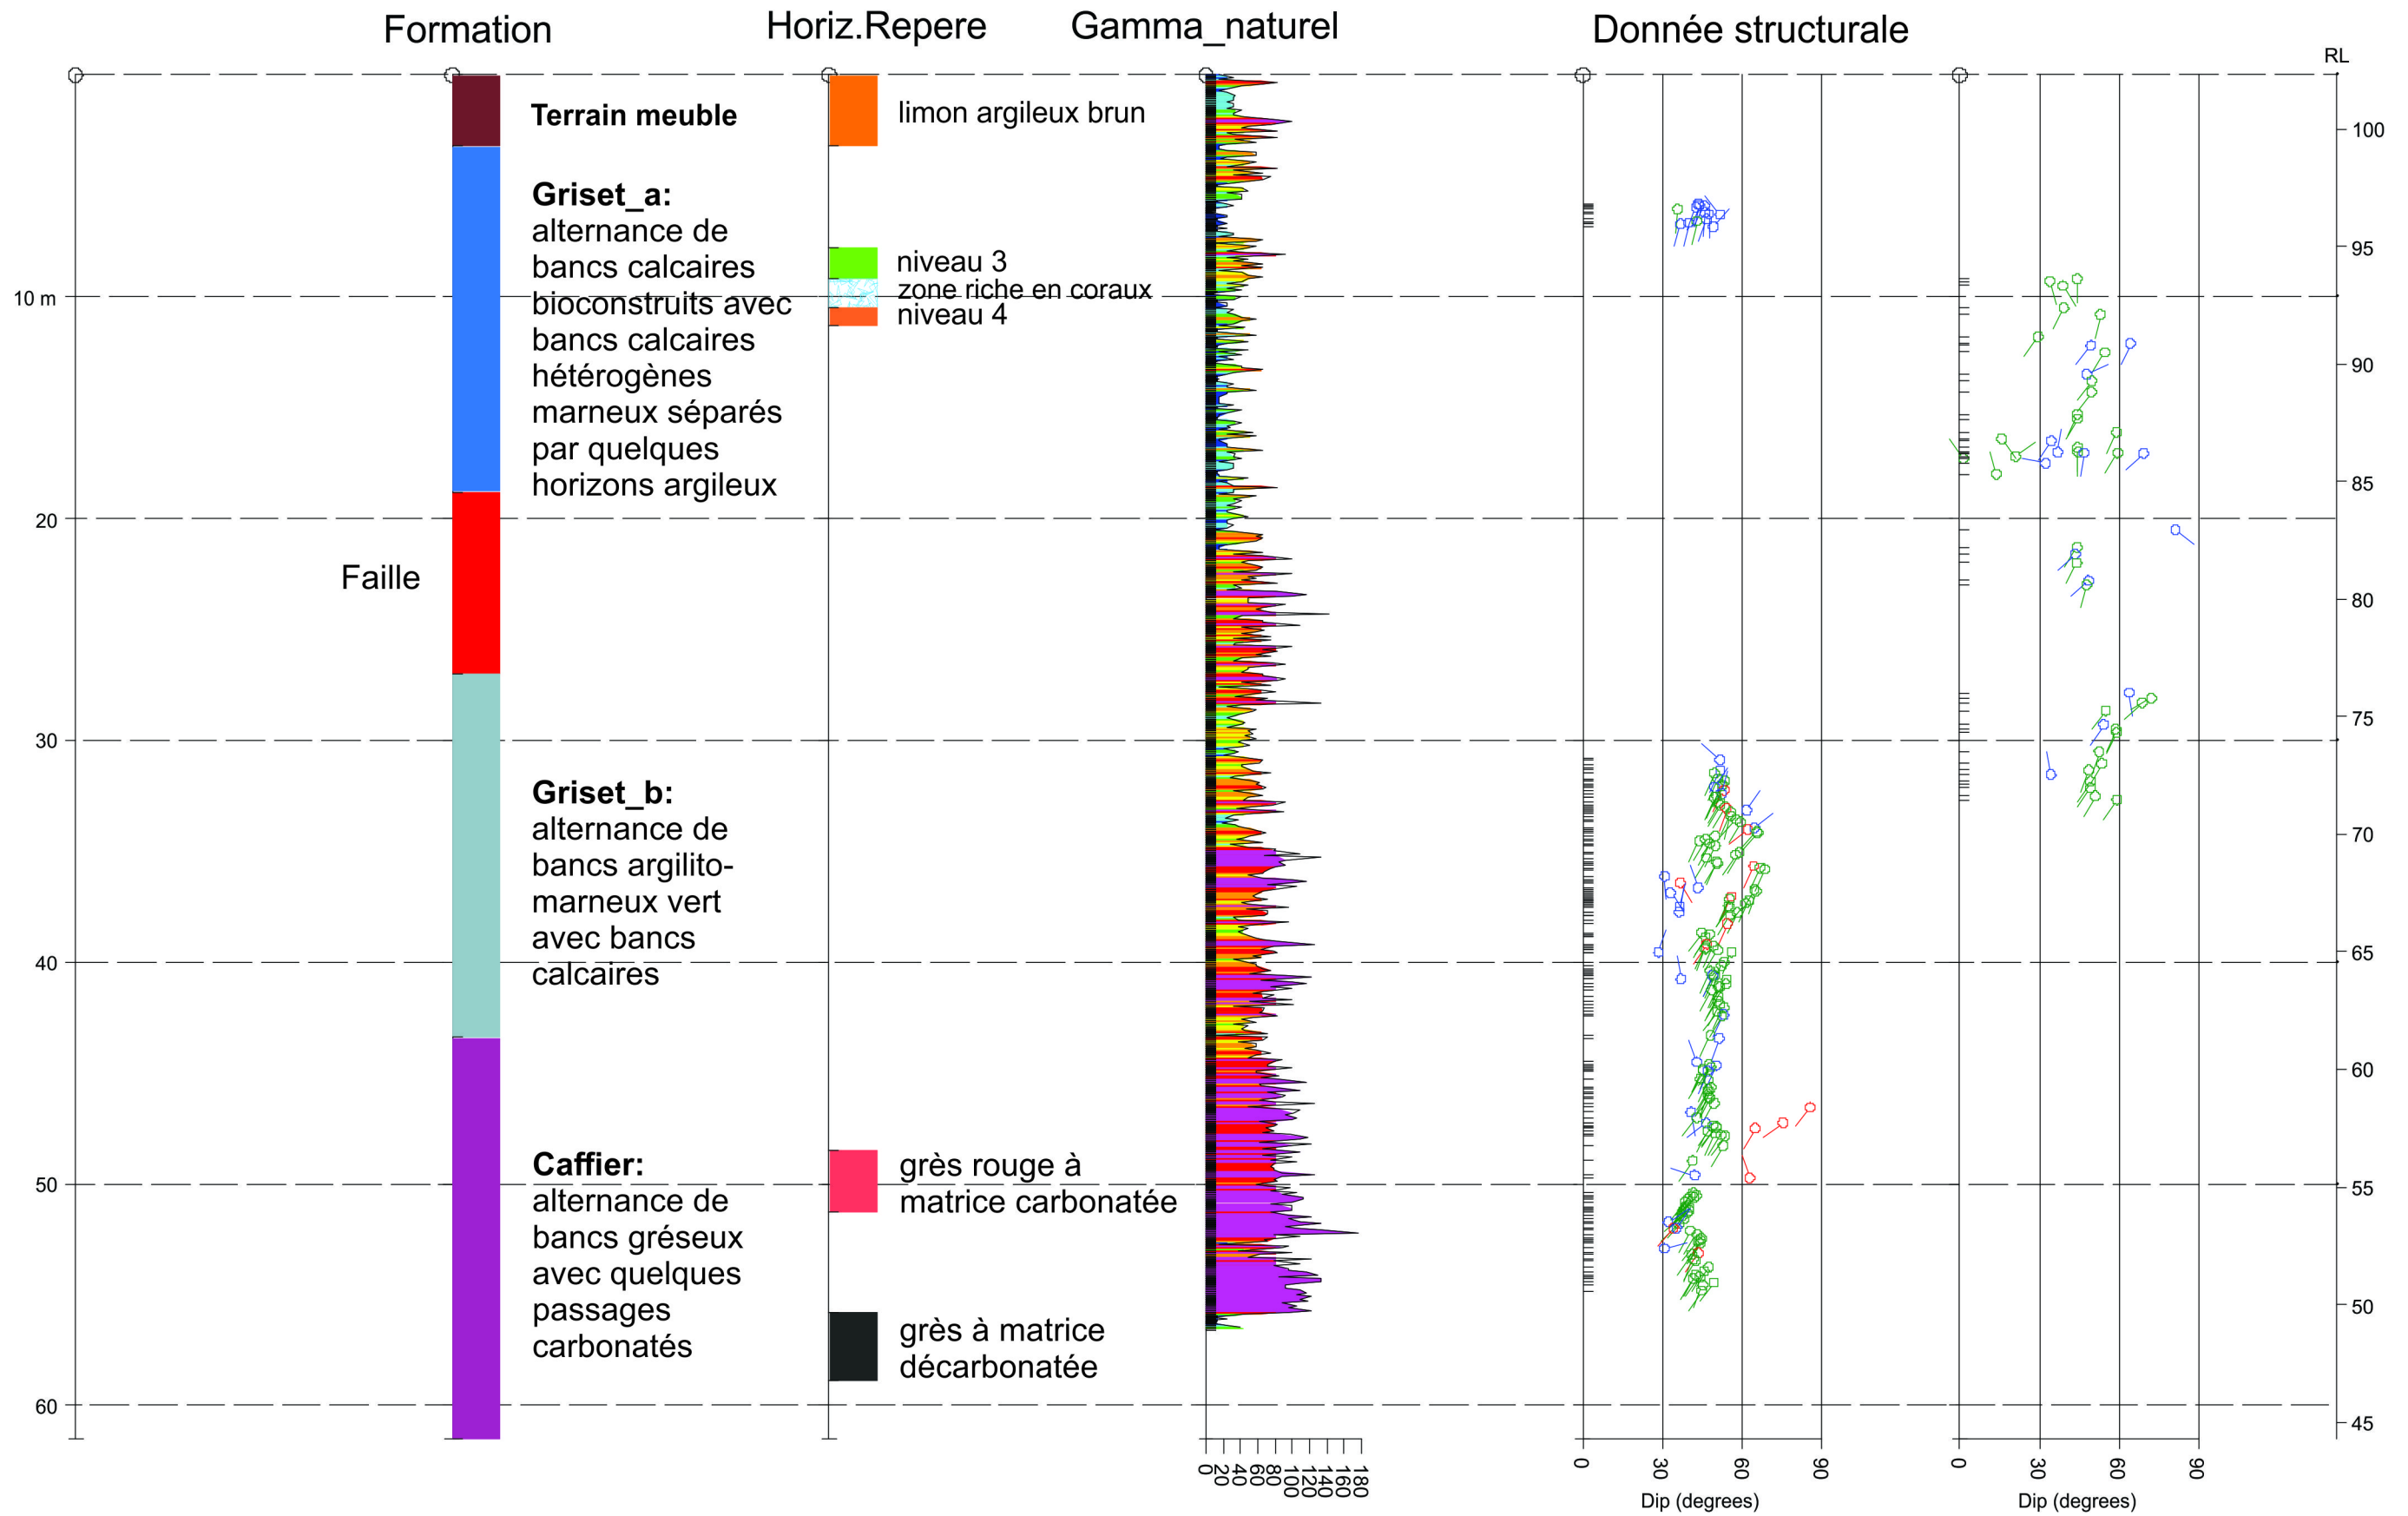 Formation
Horiz.Repere
Gamma_naturel
Donnée structurale
RL
Terrain meuble
limon argileux brun
Griset_a:
alternance de
bancs calcaires
bioconstruits avec
bancs calcaires
hétérogènes
marneux séparés
par quelques
horizons argileux
niveau 3
zone riche en coraux
niveau 4
Faille
Griset_b:
alternance de
bancs argilito-
marneux vert
avec bancs
calcaires
Caffier:
alternance de
bancs gréseux
avec quelques
passages
carbonatés
grès rouge à
matrice carbonatée
grès à matrice
décarbonatée
10 m
20
30
40
50
60
100
95
90
85
80
75
70
65
60
55
50
45
0
20
40
60
80
100
120
140
160
180
0
30
60
90
Dip (degrees)
0
30
60
90
Dip (degrees)